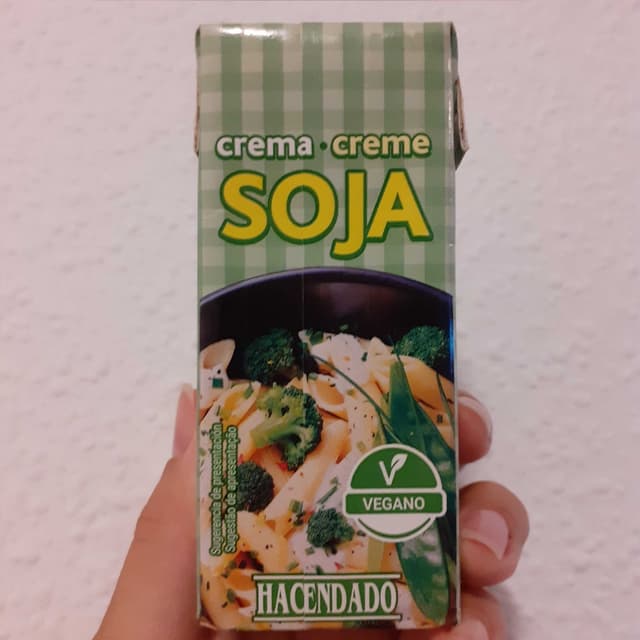 crema · creme
SOJA
Sugerencia de presentación
Sugestão de apresentação
VEGANO
HACENDADO